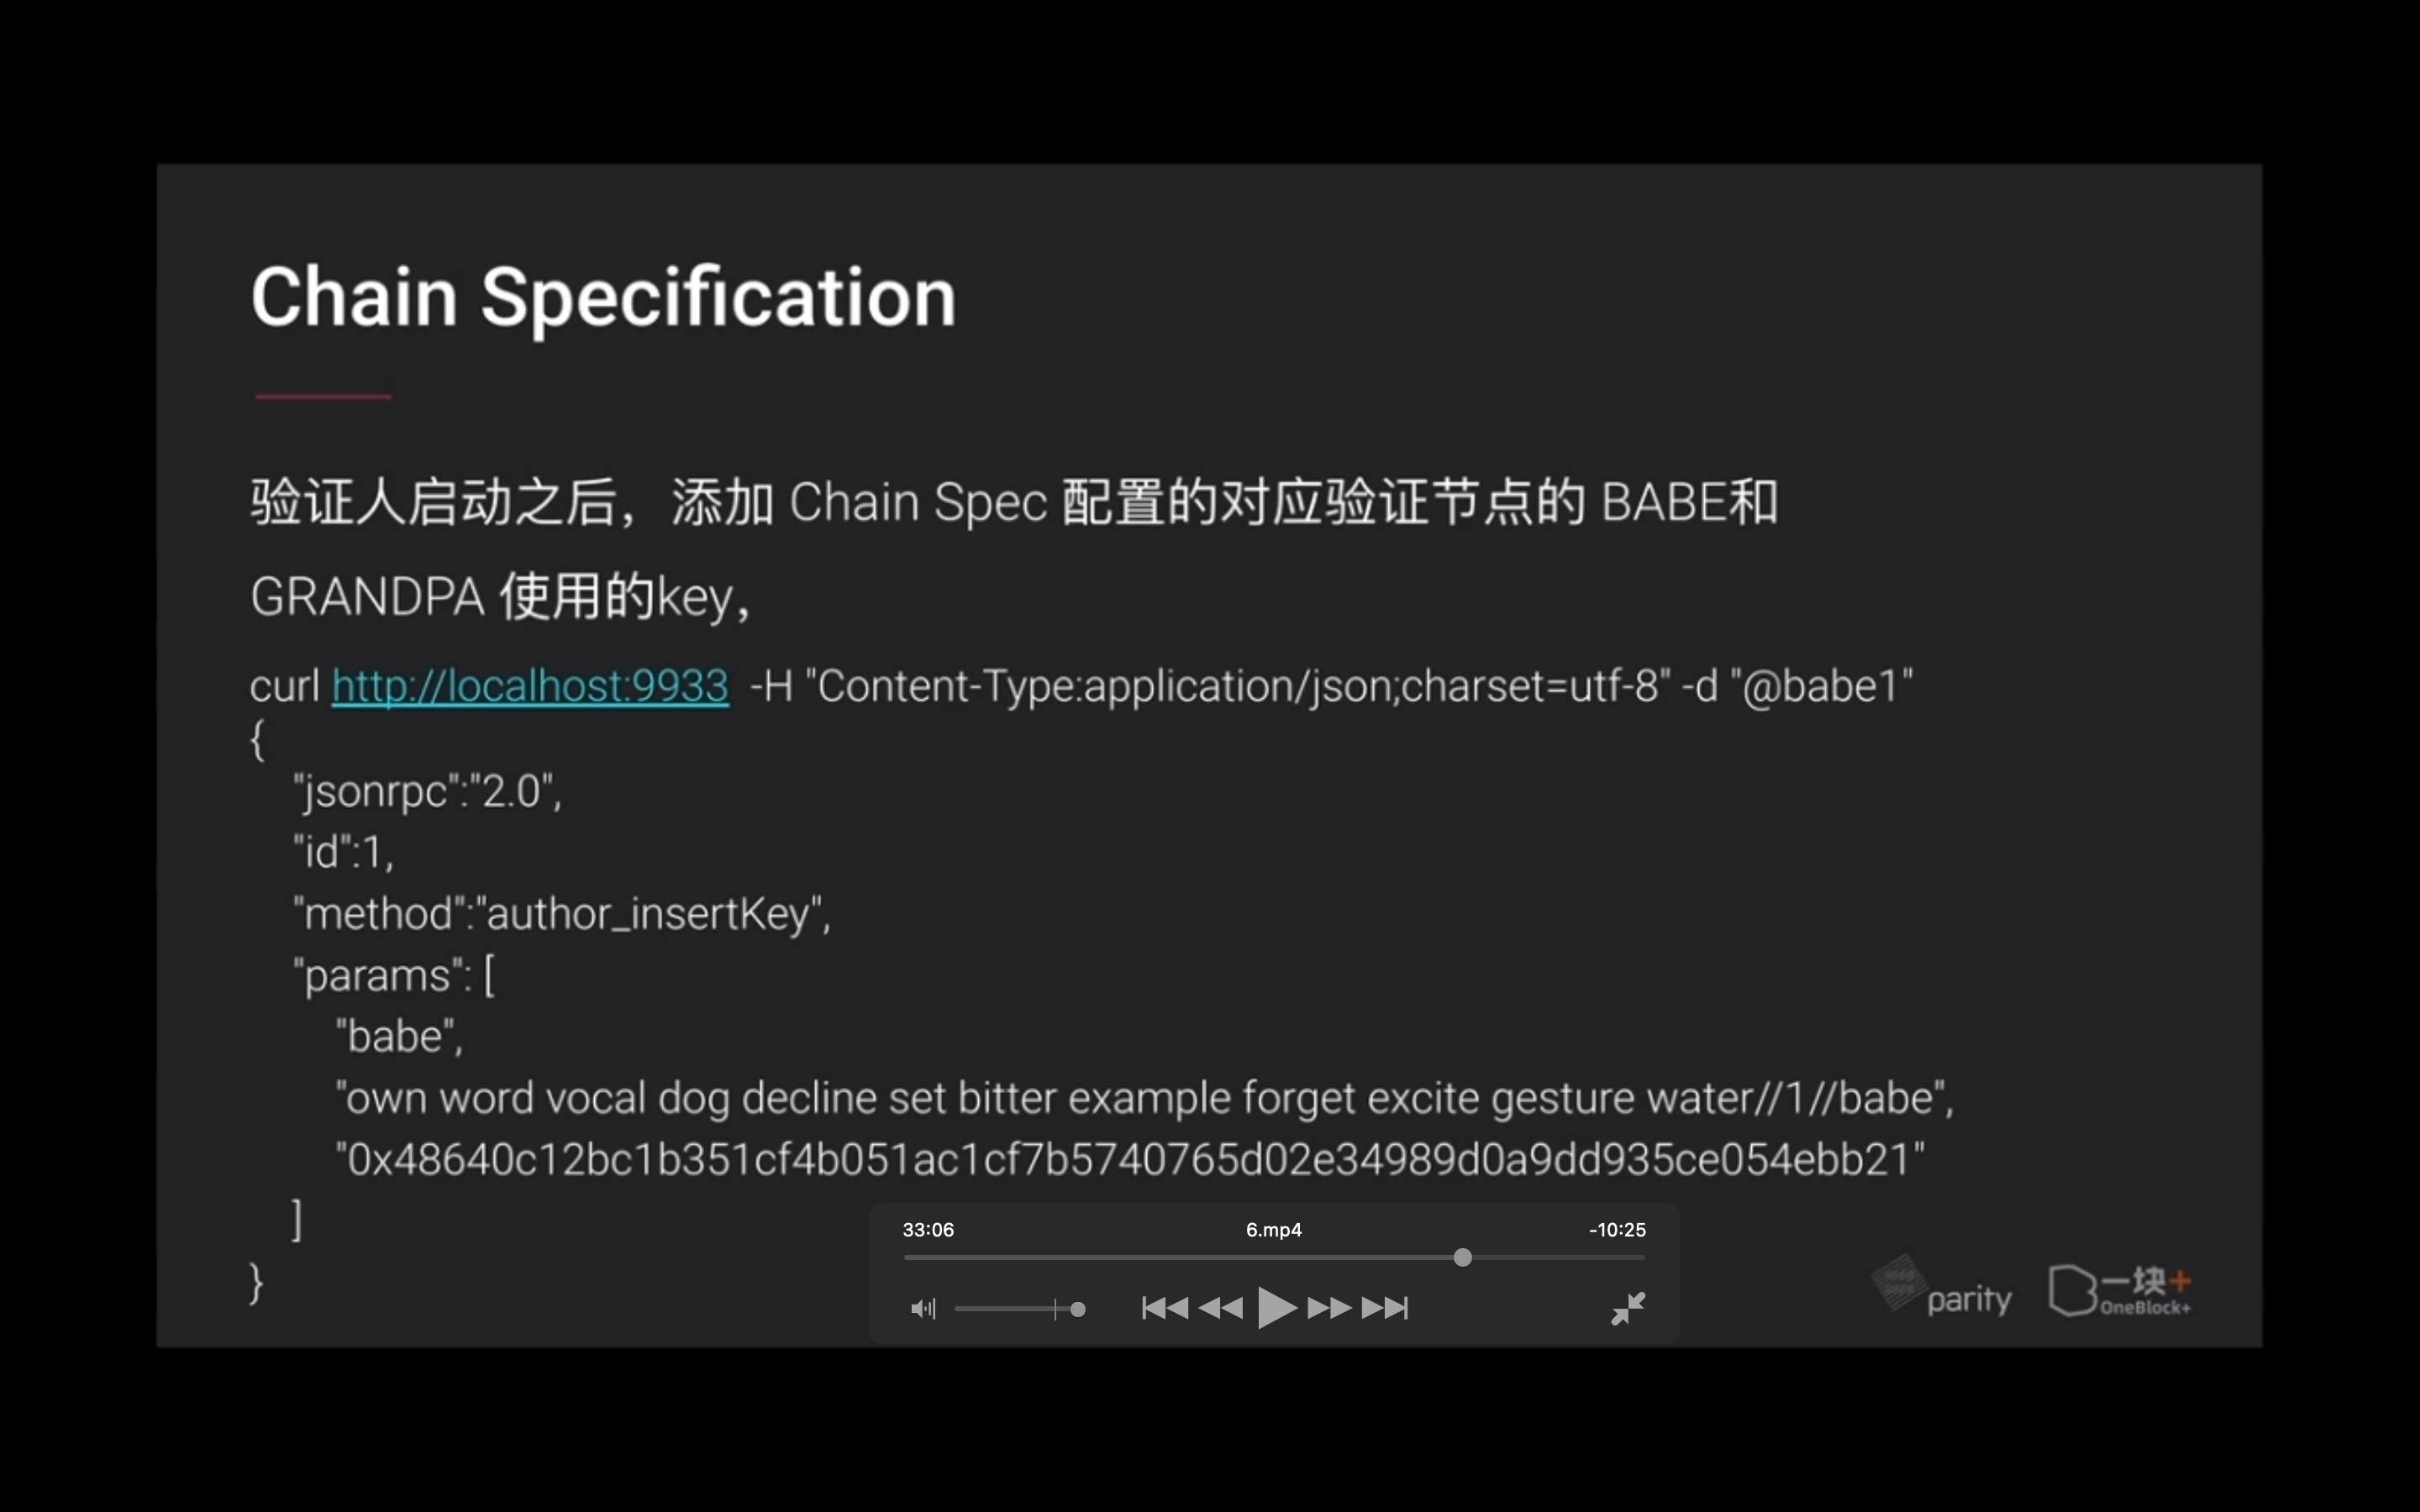 Chain Specification
验证人启动之后，添加 Chain Spec 配置的对应验证节点的 BABE和
GRANDPA 使用的key，
curl http://localhost:9933  -H "Content-Type:application/json;charset=utf-8" -d "@babe1"
{
"jsonrpc":"2.0",
"id":1,
"method":"author_insertKey",
"params": [
"babe",
"own word vocal dog decline set bitter example forget excite gesture water//1//babe",
"0x48640c12bc1b351cf4b051ac1cf7b5740765d02e34989d0a9dd935ce054ebb21"
]
}
33:06 6.mp4 -10:25
parity 一块+
OneBlock+